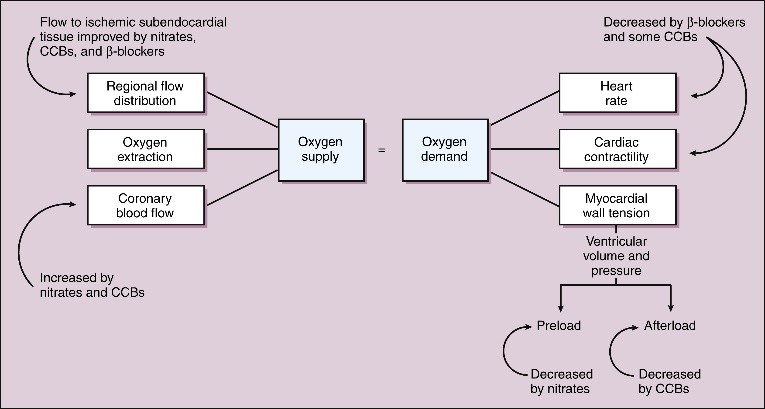 Flow to ischemic subendocardial
tissue improved by nitrates,
CCBs, and β-blockers
Regional flow
distribution
Oxygen
extraction
Coronary
blood flow
Increased by
nitrates and CCBs
Oxygen
supply
=
Oxygen
demand
Decreased by β-blockers
and some CCBs
Heart
rate
Cardiac
contractility
Myocardial
wall tension
Ventricular
volume and
pressure
Preload
Afterload
Decreased
by nitrates
Decreased
by CCBs